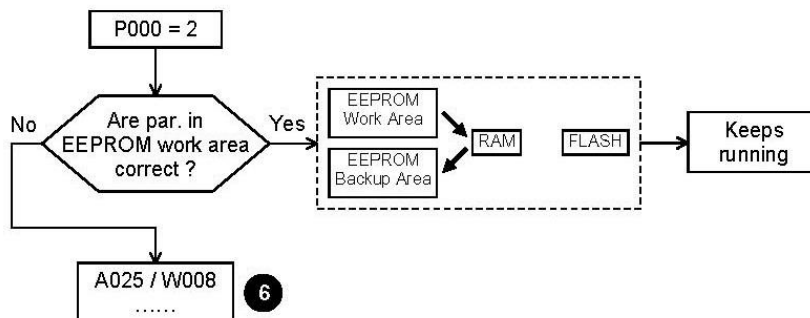 P000 = 2
No
Are par. in
EEPROM work area
correct ?
Yes
EEPROM
Work Area
EEPROM
Backup Area
RAM
FLASH
Keeps
running
A025 / W008
......
6